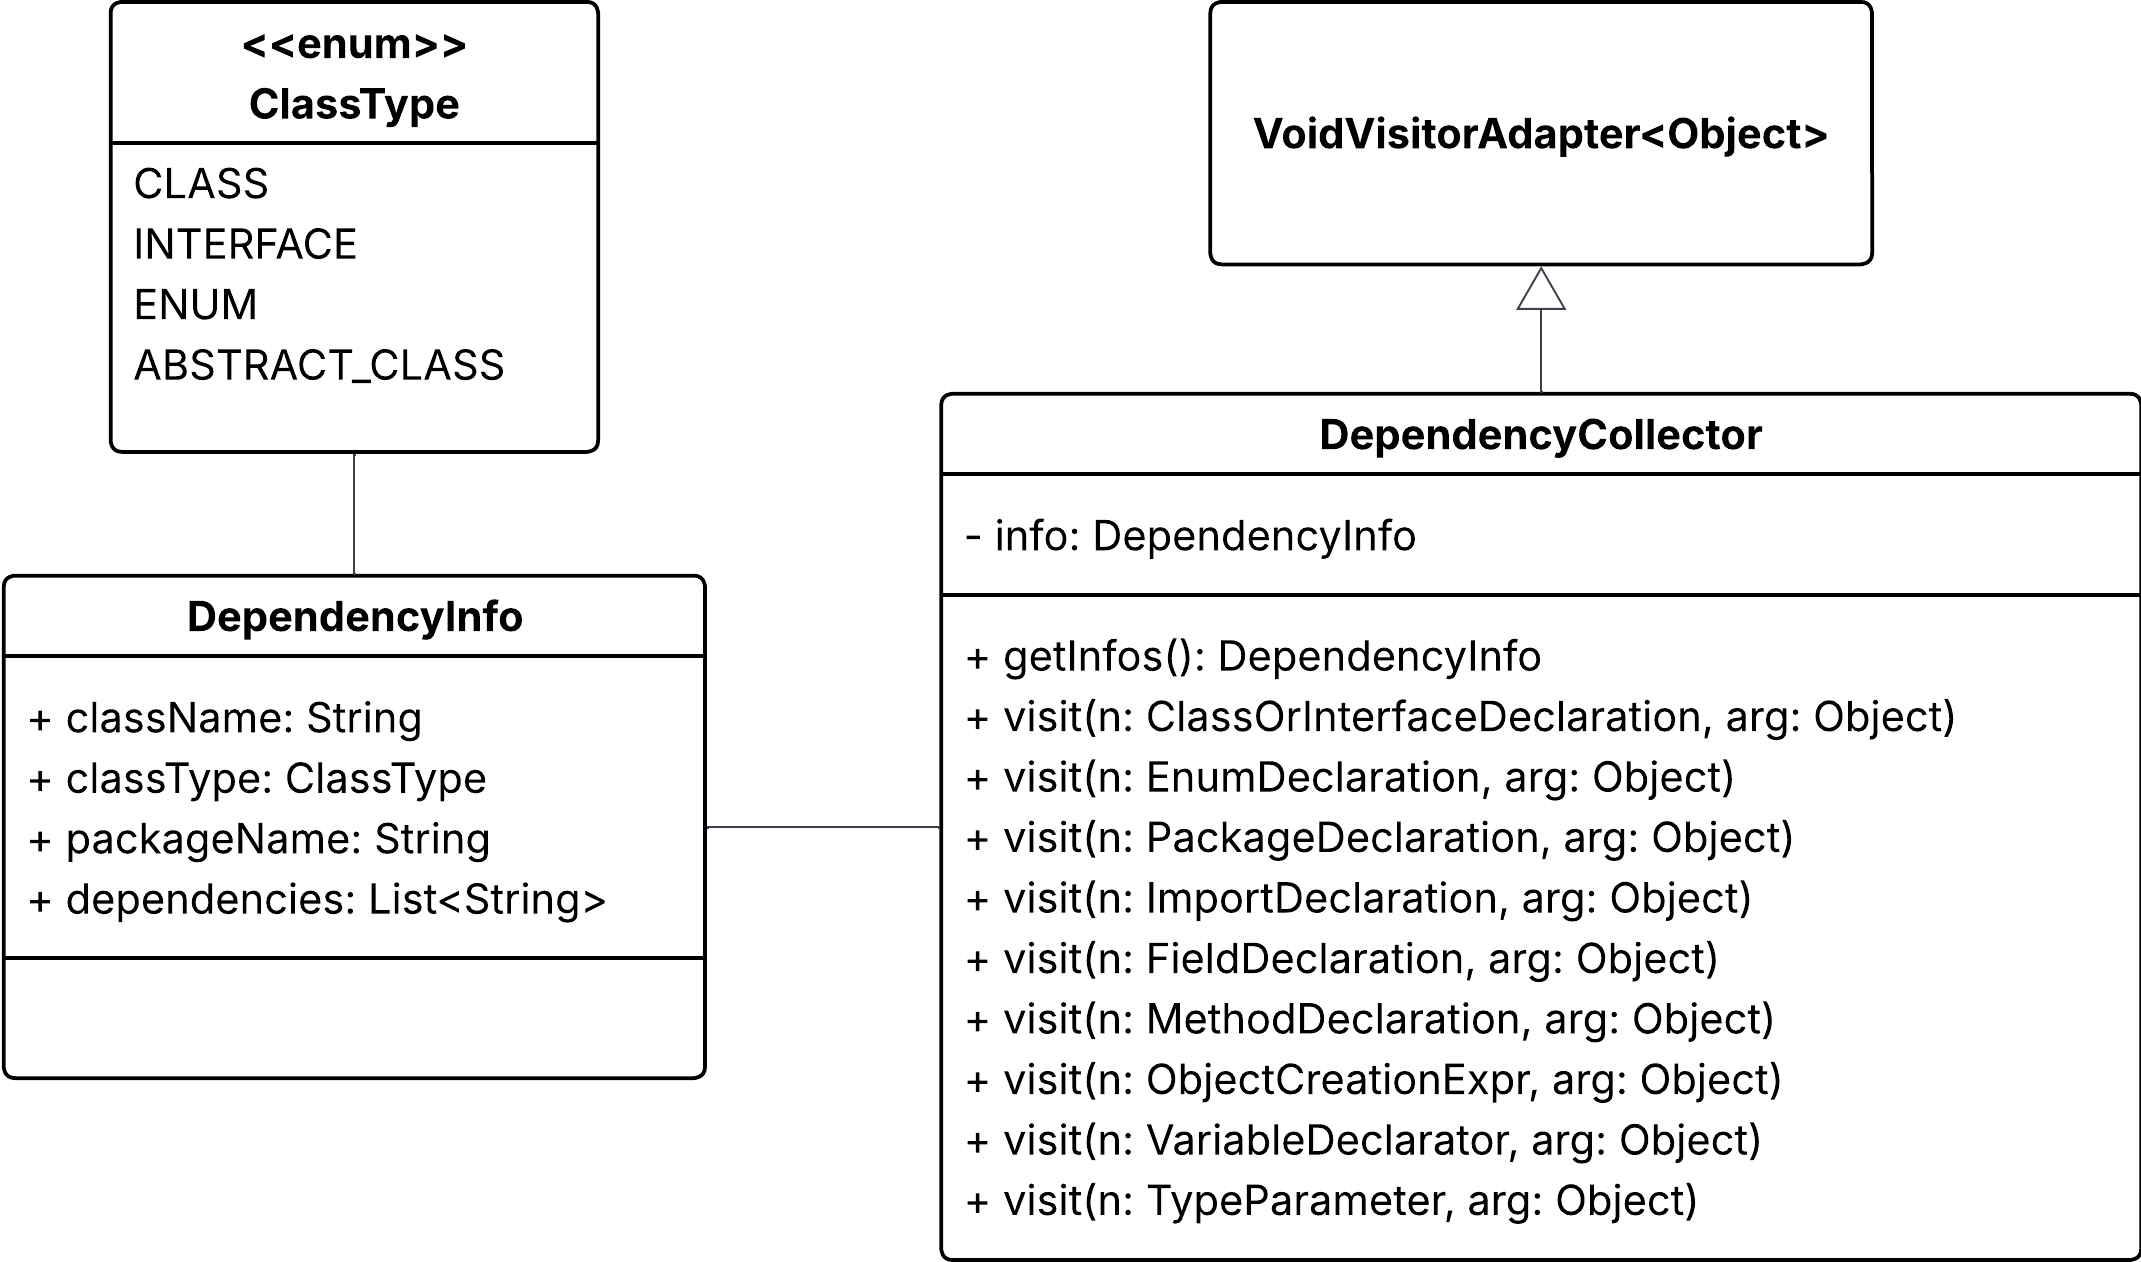 <<enum>>
ClassType
CLASS
INTERFACE
ENUM
ABSTRACT_CLASS
VoidVisitorAdapter<Object>
DependencyInfo
+ className: String
+ classType: ClassType
+ packageName: String
+ dependencies: List<String>
DependencyCollector
- info: DependencyInfo
+ getInfos(): DependencyInfo
+ visit(n: ClassOrInterfaceDeclaration, arg: Object)
+ visit(n: EnumDeclaration, arg: Object)
+ visit(n: PackageDeclaration, arg: Object)
+ visit(n: ImportDeclaration, arg: Object)
+ visit(n: FieldDeclaration, arg: Object)
+ visit(n: MethodDeclaration, arg: Object)
+ visit(n: ObjectCreationExpr, arg: Object)
+ visit(n: VariableDeclarator, arg: Object)
+ visit(n: TypeParameter, arg: Object)